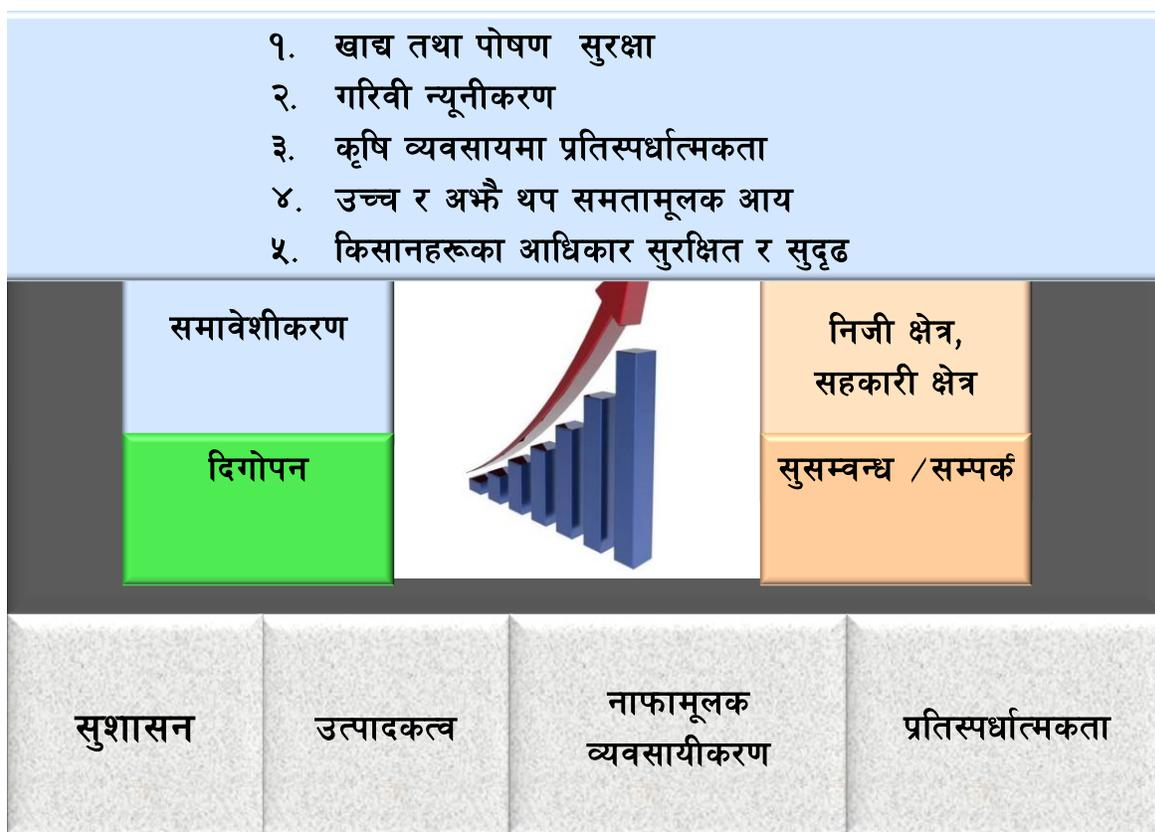 १. खाद्य तथा पोषण सुरक्षा
२. गरिवी न्यूनीकरण
३. कृषि व्यवसायमा प्रतिस्पर्धात्मकता
४. उच्च र अझै थप समतामूलक आय
५. किसानहरूका आधिकार सुरक्षित र सुदृढ
समावेशीकरण
निजी क्षेत्र,
सहकारी क्षेत्र
दिगोपन
सुसम्वन्ध /सम्पर्क
सुशासन
उत्पादकत्व
नाफामूलक
व्यवसायीकरण
प्रतिस्पर्धात्मकता